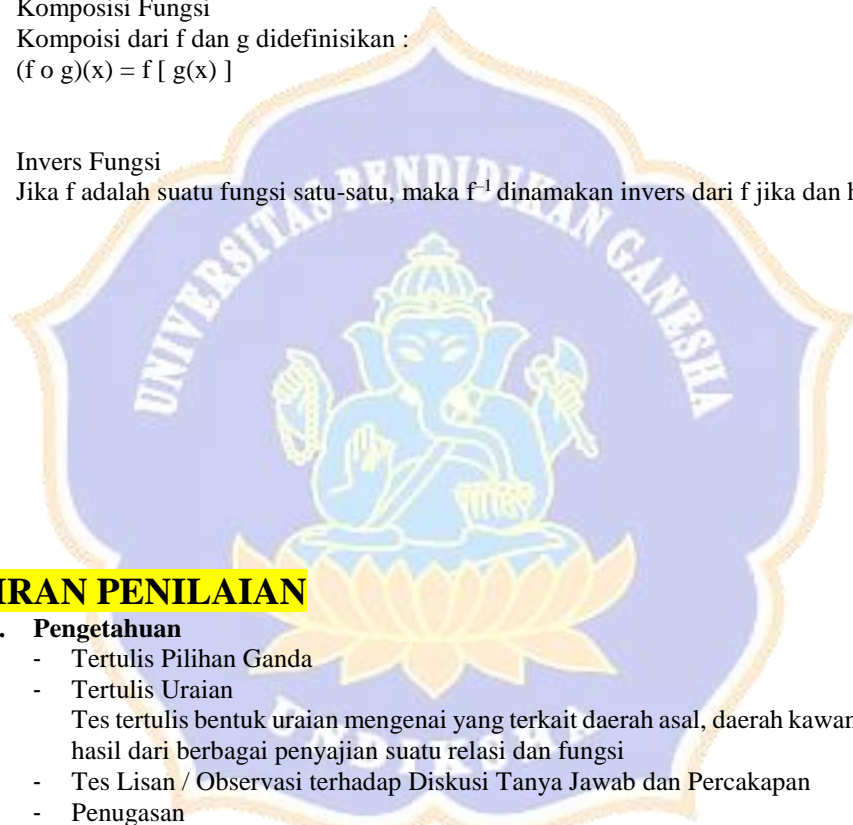 Komposisi Fungsi
Kompoisi dari f dan g didefinisikan :
(f o g)(x) = f [ g(x) ]
Invers Fungsi
Jika f adalah suatu fungsi satu-satu, maka f⁻¹ dinamakan invers dari f jika dan
UNIVERSITAS PENDIDIKAN GANESHA
IRAN PENILAIAN
. Pengetahuan
- Tertulis Pilihan Ganda
- Tertulis Uraian
Tes tertulis bentuk uraian mengenai yang terkait daerah asal, daerah kawan
hasil dari berbagai penyajian suatu relasi dan fungsi
- Tes Lisan / Observasi terhadap Diskusi Tanya Jawab dan Percakapan
- Penugasan
UNDIKSHA